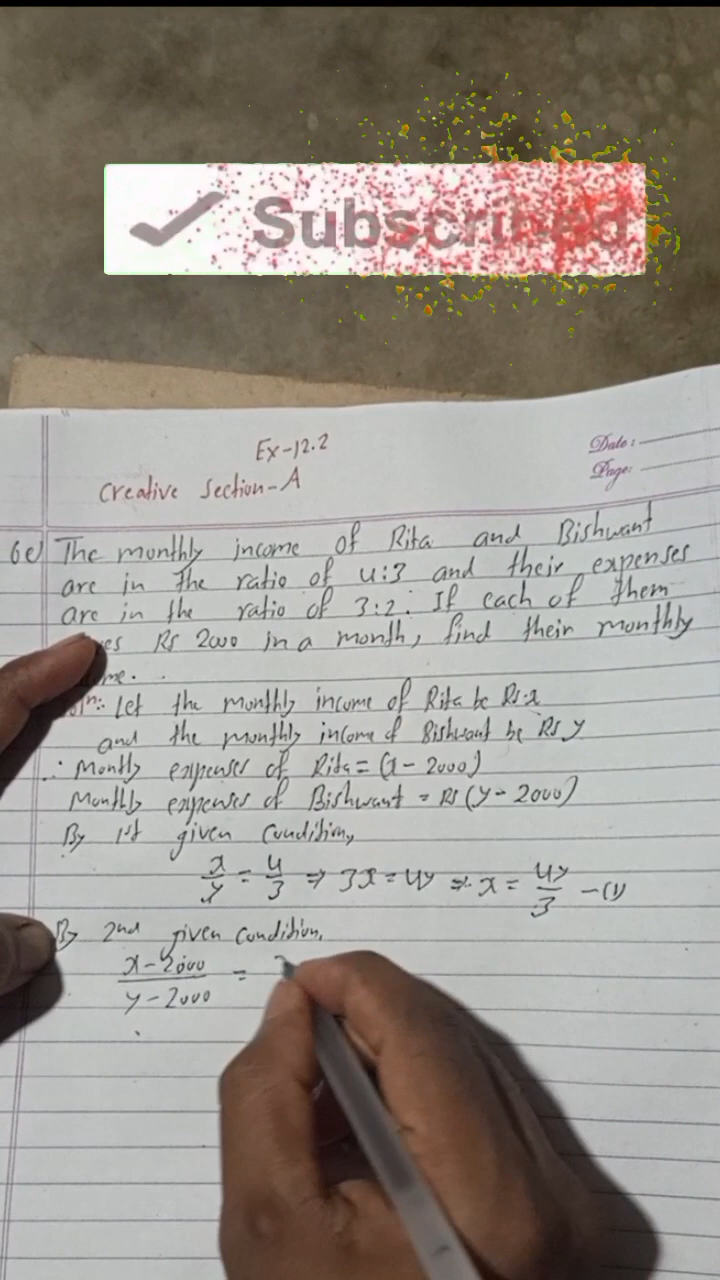 ✓ Subscribed
Ex-12.2
Date:
Page:
Creative Section-A
6e) The monthly income of Rita and Bishwant
are in the ratio of 4:3 and their expenses
are in the ratio of 3:2. If each of them
Rs 2000 in a month, find their monthly
Let the monthly income of Rita be Rs.x
and the monthly income of Bishwant be Rs y
∴ Montly expenses of Rita = (x - 2000)
Monthly expenses of Bishwant = Rs (y - 2000)
By 1st given Condition,
x/y = 4/3 ⇒ 3x = 4y ⇒ x = 4y/3 - (1)
By 2nd given Condition,
x - 2000 / y - 2000 =